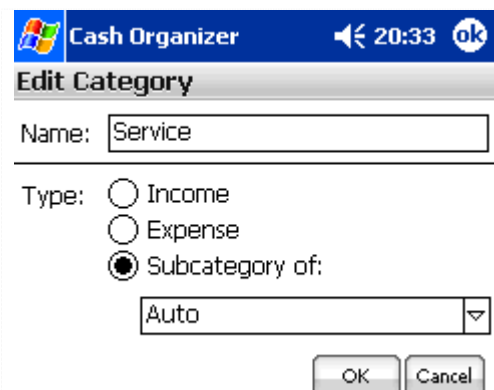 Cash Organizer 20:33 ok
Edit Category
Name: Service
Type: Income
Expense
Subcategory of:
Auto
OK Cancel